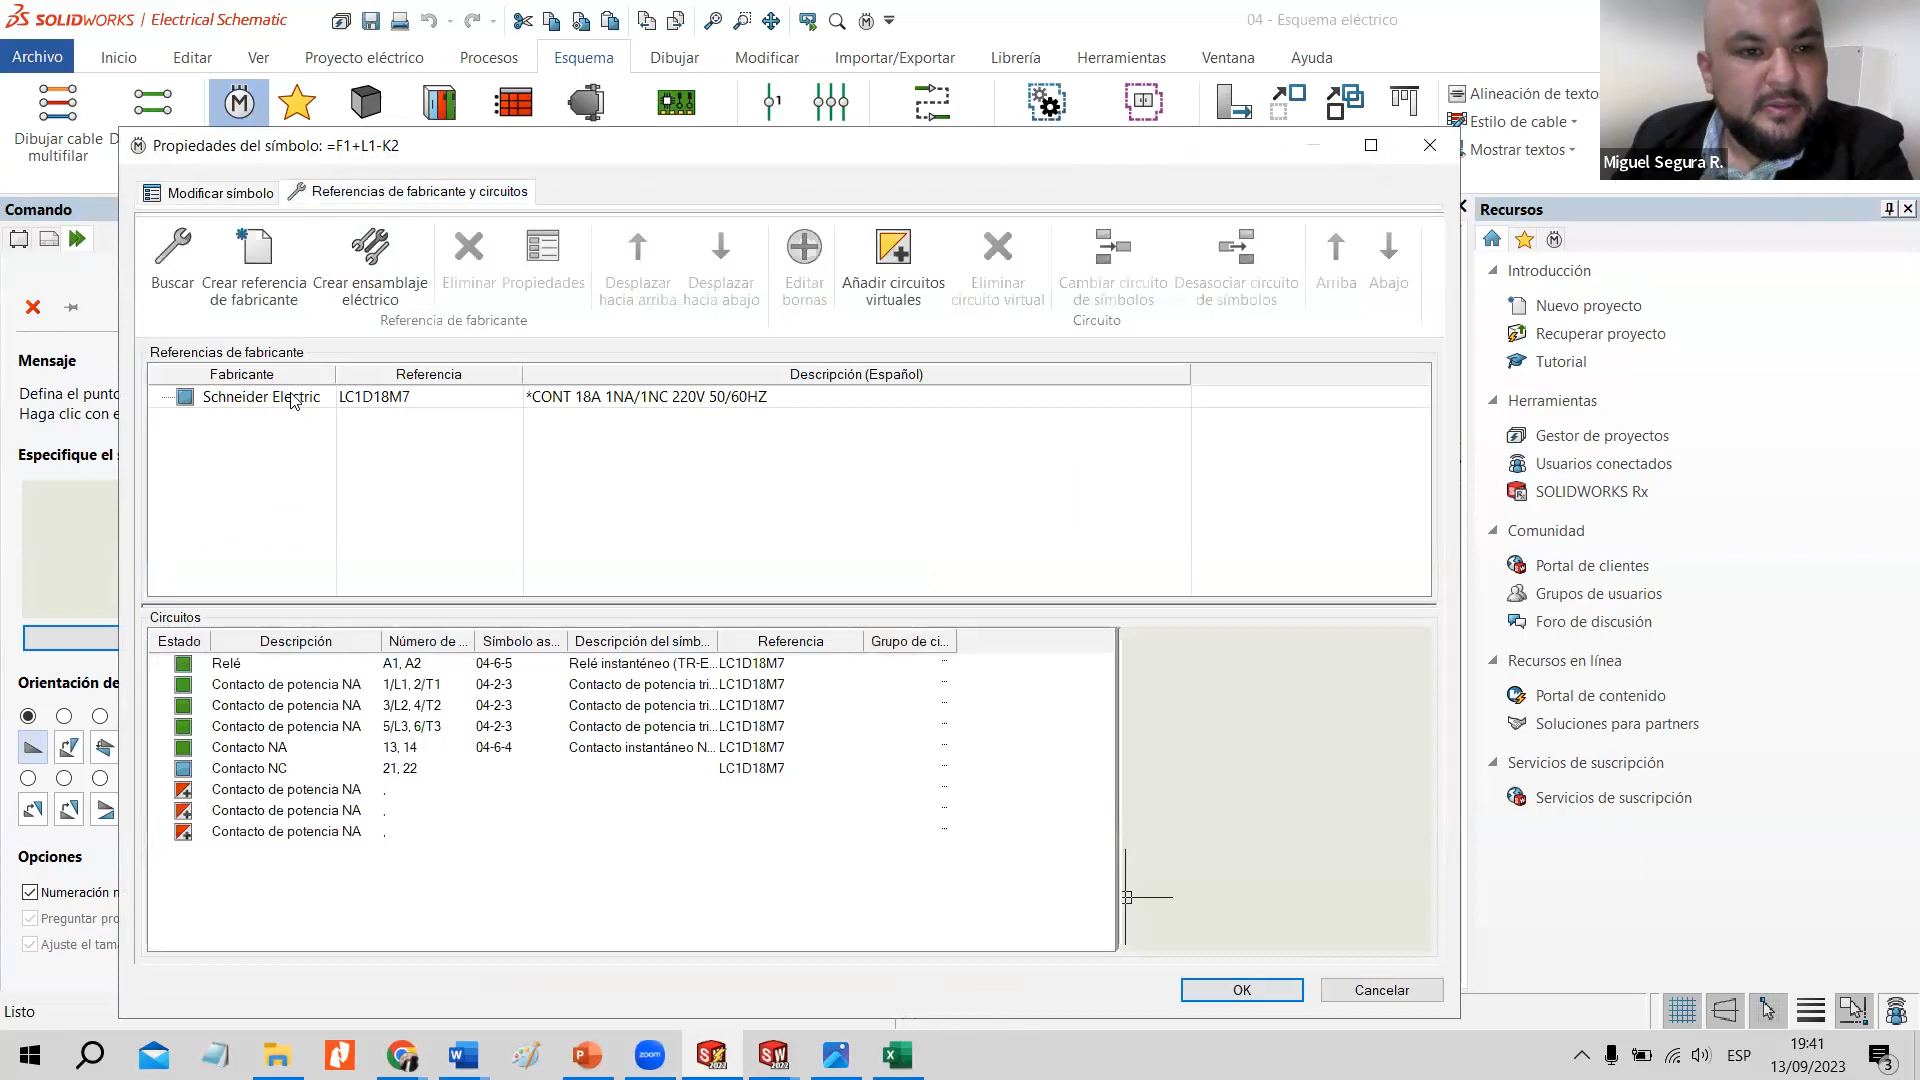 SOLIDWORKS | Electrical Schematic
04 - Esquema eléctrico
Archivo
Inicio
Editar
Ver
Proyecto eléctrico
Procesos
Esquema
Dibujar
Modificar
Importar/Exportar
Librería
Herramientas
Ventana
Ayuda
Dibujar cable
multifilar
Alineación de texto
Estilo de cable
Mostrar textos
Miguel Segura R.
Propiedades del símbolo: =F1+L1-K2
Modificar símbolo
Referencias de fabricante y circuitos
Comando
Buscar
Crear referencia
de fabricante
Crear ensamblaje
eléctrico
Eliminar
Propiedades
Desplazar
hacia arriba
Desplazar
hacia abajo
Editar
bornas
Añadir circuitos
virtuales
Eliminar
circuito virtual
Cambiar circuito
de símbolos
Desasociar circuito
de símbolos
Arriba
Abajo
Referencia de fabricante
Circuito
Mensaje
Defina el punto
Haga clic con e
Especifique el
Orientación de
Opciones
Numeración
Preguntar pro
Ajuste el tam
Listo
Referencias de fabricante
Fabricante Referencia Descripción (Español)
Schneider Electric LC1D18M7 *CONT 18A 1NA/1NC 220V 50/60HZ
Circuitos
Estado Descripción Número de ... Símbolo as... Descripción del símb... Referencia Grupo de ci...
Relé A1, A2 04-6-5 Relé instanténeo (TR-E... LC1D18M7 ...
Contacto de potencia NA 1/L1, 2/T1 04-2-3 Contacto de potencia tri... LC1D18M7 ...
Contacto de potencia NA 3/L2, 4/T2 04-2-3 Contacto de potencia tri... LC1D18M7 ...
Contacto de potencia NA 5/L3, 6/T3 04-2-3 Contacto de potencia tri... LC1D18M7 ...
Contacto NA 13, 14 04-6-4 Contacto instantáneo N... LC1D18M7 ...
Contacto NC 21, 22 LC1D18M7 ...
Contacto de potencia NA , ...
Contacto de potencia NA , ...
Contacto de potencia NA , ...
OK
Cancelar
Recursos
Introducción
Nuevo proyecto
Recuperar proyecto
Tutorial
Herramientas
Gestor de proyectos
Usuarios conectados
SOLIDWORKS Rx
Comunidad
Portal de clientes
Grupos de usuarios
Foro de discusión
Recursos en línea
Portal de contenido
Soluciones para partners
Servicios de suscripción
Servicios de suscripción
zoom
ESP
19:41
13/09/2023
3